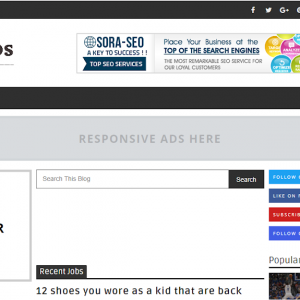 os
SORA-SEO
A KEY TO SUCCESS !!
TOP SEO SERVICES
Place Your Business at the
TOP OF THE SEARCH ENGINES
THE MOST REMARKABLE SEO SERVICE FOR
OUR LOYAL CUSTOMERS
RESPONSIVE ADS HERE
Search This Blog
Search
FOLLOW
LIKE ON
SUBSCRIB
FOLLOW
R
Popular
Recent Jobs
12 shoes you wore as a kid that are back